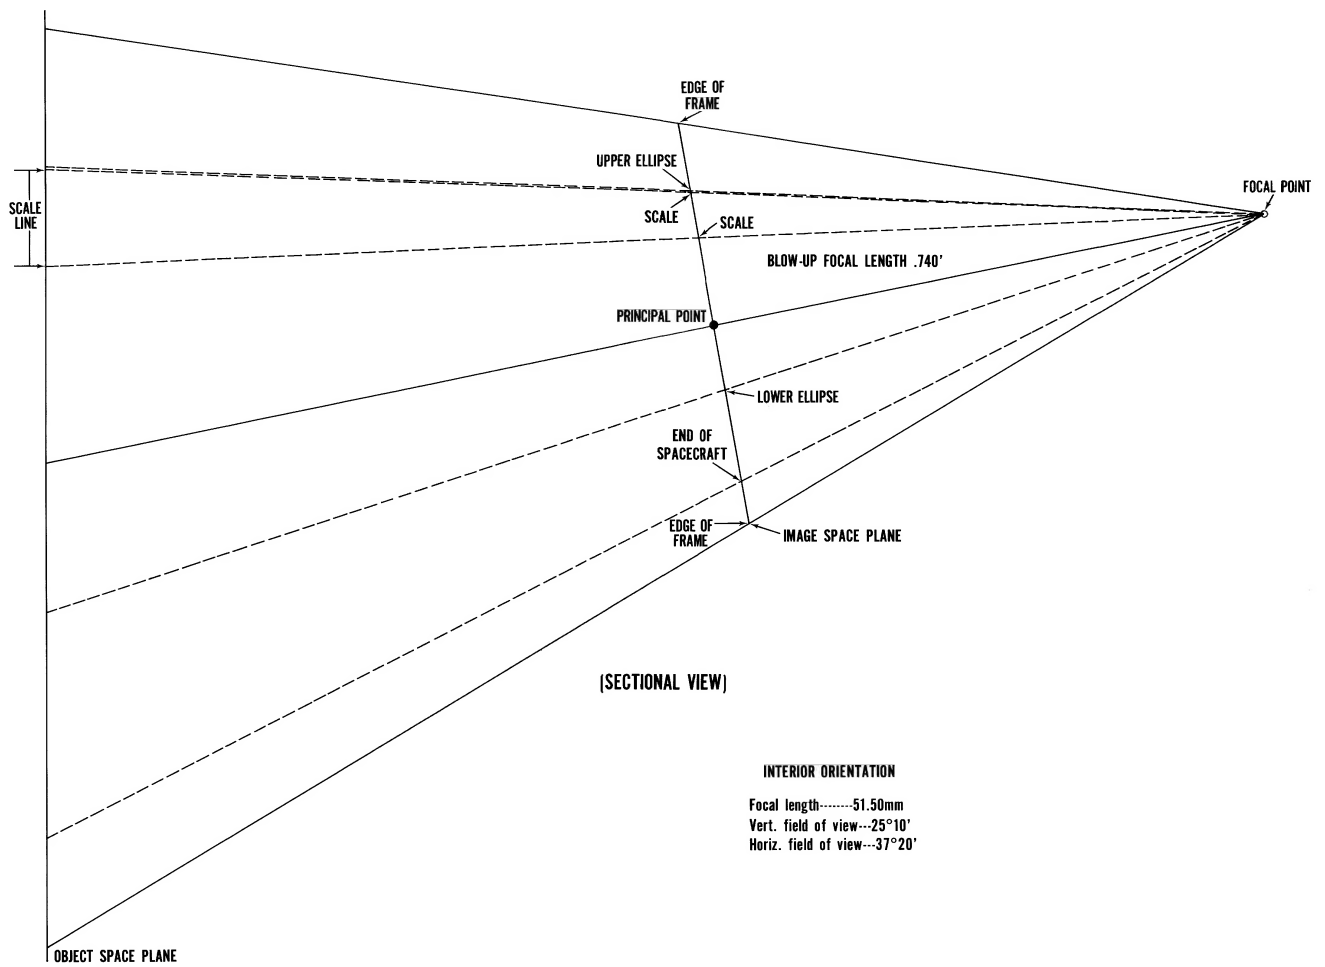 EDGE OF
FRAME
UPPER ELLIPSE
FOCAL POINT
SCALE
LINE
SCALE
SCALE
BLOW-UP FOCAL LENGTH .740'
PRINCIPAL POINT
LOWER ELLIPSE
END OF
SPACECRAFT
EDGE OF
FRAME
IMAGE SPACE PLANE
(SECTIONAL VIEW)
INTERIOR ORIENTATION
Focal length--------51.50mm
Vert. field of view---25°10'
Horiz. field of view---37°20'
OBJECT SPACE PLANE